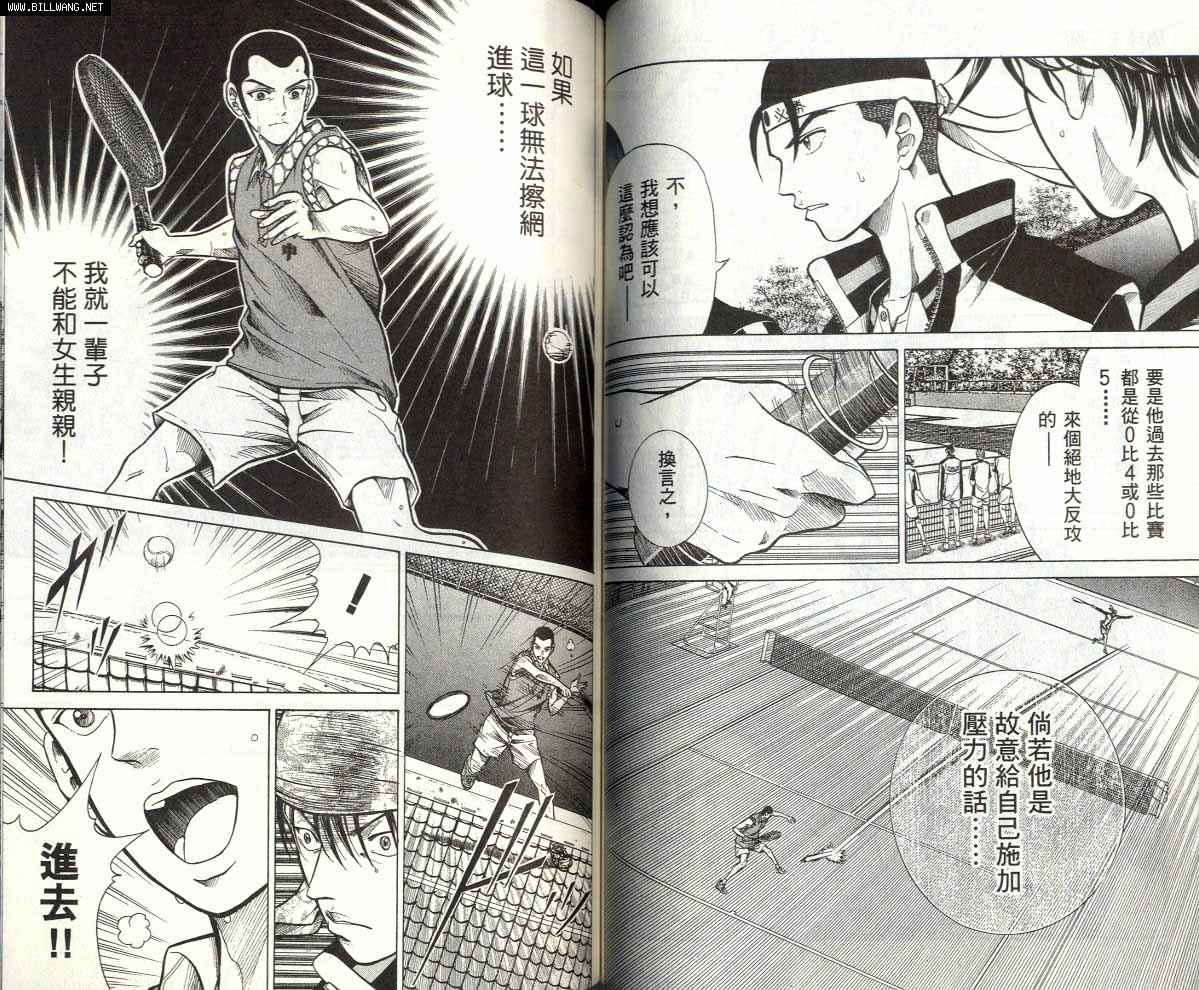 WWW.BILLWANG.NET
必
不，
我想應該可以
這麼認為吧——
要是他過去那些比賽
都是從0比4或0比
5……
來個絕地大反攻
的——
換言之，
倘若他是
故意給自己施加
壓力的話……
如果
這一球無法擦網
進球……
我就一輩子
不能和女生親親！
！
進去！！